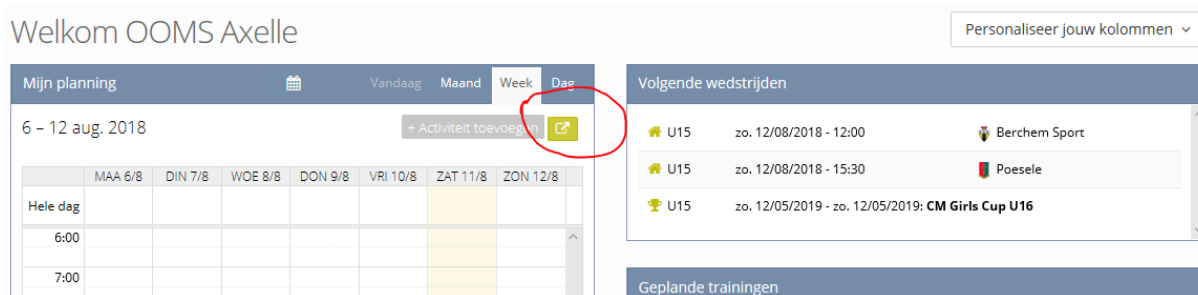 Welkom OOMS Axelle
Personaliseer jouw kolommen
Mijn planning Vandaag Maand Week Dag
6 – 12 aug. 2018 + Activiteit toevoegen
MAA 6/8 DIN 7/8 WOE 8/8 DON 9/8 VRI 10/8 ZAT 11/8 ZON 12/8
Hele dag
6:00
7:00
Volgende wedstrijden
U15 zo. 12/08/2018 - 12:00 Berchem Sport
U15 zo. 12/08/2018 - 15:30 Poesele
U15 zo. 12/05/2019 - zo. 12/05/2019: CM Girls Cup U16
Geplande trainingen